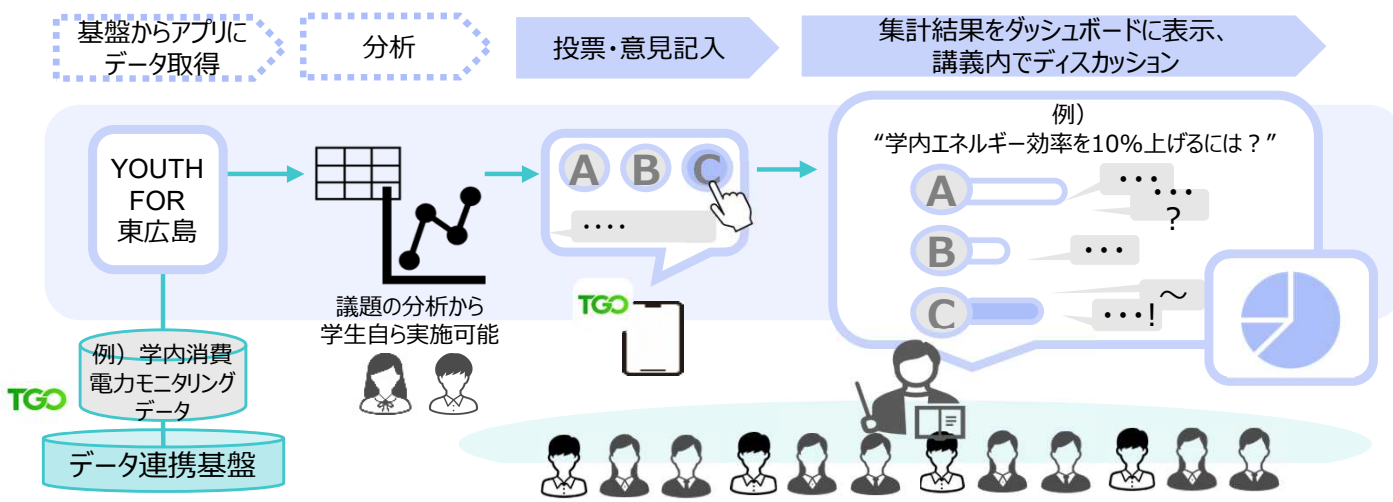 基盤からアプリに
データ取得
分析
投票・意見記入
集計結果をダッシュボードに表示、
講義内でディスカッション
YOUTH
FOR
東広島
議題の分析から
学生自ら実施可能
A B C
・・・・
TGO
例）
“学内エネルギー効率を10%上げるには？”
A
・・・
・・・
？
B
・・・
C
～
・・・！
TGO
例）学内消費
電力モニタリング
データ
データ連携基盤